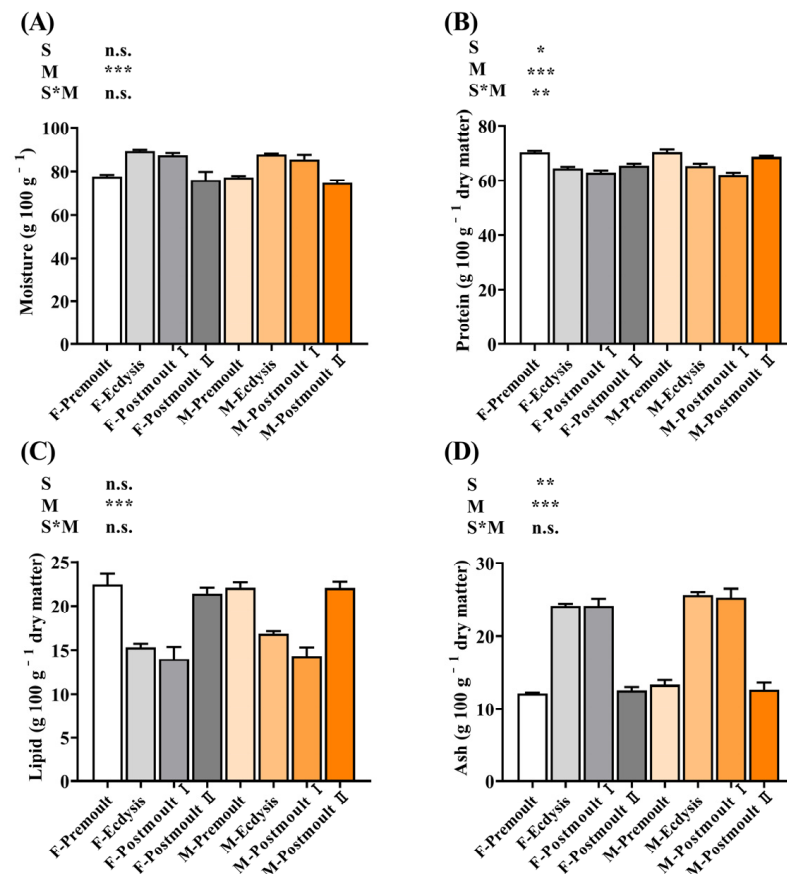 (A)
S n.s.
M ***
S*M n.s.
Moisture (g 100 g⁻¹)
100
80
60
40
20
0
F-Premoult
F-Ecdysis
F-Postmoult Ⅰ
F-Postmoult Ⅱ
M-Premoult
M-Ecdysis
M-Postmoult Ⅰ
M-Postmoult Ⅱ
(B)
S *
M ***
S*M **
Protein (g 100 g⁻¹ dry matter)
80
60
40
20
0
F-Premoult
F-Ecdysis
F-Postmoult Ⅰ
F-Postmoult Ⅱ
M-Premoult
M-Ecdysis
M-Postmoult Ⅰ
M-Postmoult Ⅱ
(C)
S n.s.
M ***
S*M n.s.
Lipid (g 100 g⁻¹ dry matter)
25
20
15
10
5
0
F-Premoult
F-Ecdysis
F-Postmoult Ⅰ
F-Postmoult Ⅱ
M-Premoult
M-Ecdysis
M-Postmoult Ⅰ
M-Postmoult Ⅱ
(D)
S **
M ***
S*M n.s.
Ash (g 100 g⁻¹ dry matter)
30
20
10
0
F-Premoult
F-Ecdysis
F-Postmoult Ⅰ
F-Postmoult Ⅱ
M-Premoult
M-Ecdysis
M-Postmoult Ⅰ
M-Postmoult Ⅱ